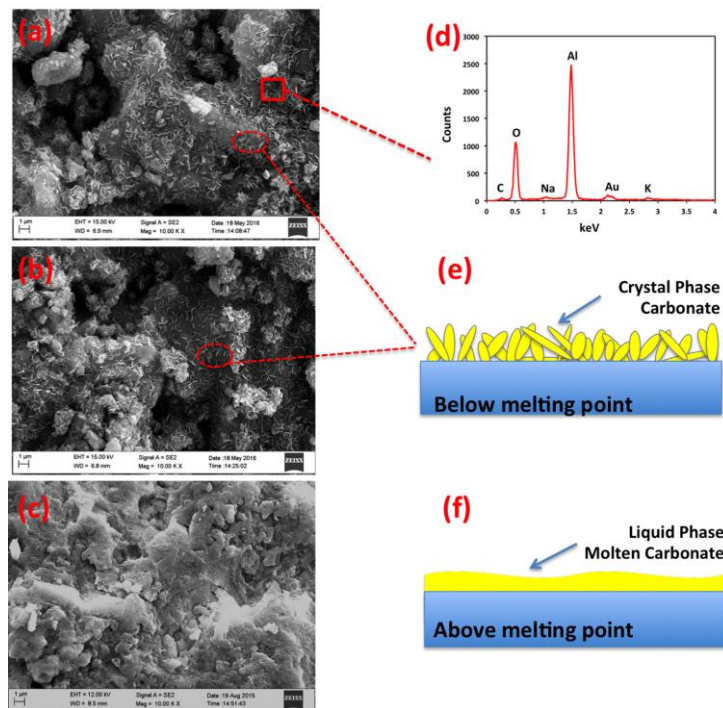 (a)
1 µm
EHT = 15.00 kV
WD = 6.9 mm
Signal A = SE2
Mag = 10.00 K X
Date :18 May 2016
Time :14:08:47
ZEISS
(b)
1 µm
EHT = 15.00 kV
WD = 6.8 mm
Signal A = SE2
Mag = 10.00 K X
Date :18 May 2016
Time :14:25:02
ZEISS
(c)
1 µm
EHT = 12.00 kV
WD = 8.5 mm
Signal A = SE2
Mag = 10.00 K X
Date :19 Aug 2015
Time :14:51:43
ZEISS
(d)
3000
2500
2000
1500
1000
500
0
Counts
C
O
Na
Al
Au
K
0 0.5 1 1.5 2 2.5 3 3.5 4
keV
(e)
Crystal Phase
Carbonate
Below melting point
(f)
Liquid Phase
Molten Carbonate
Above melting point